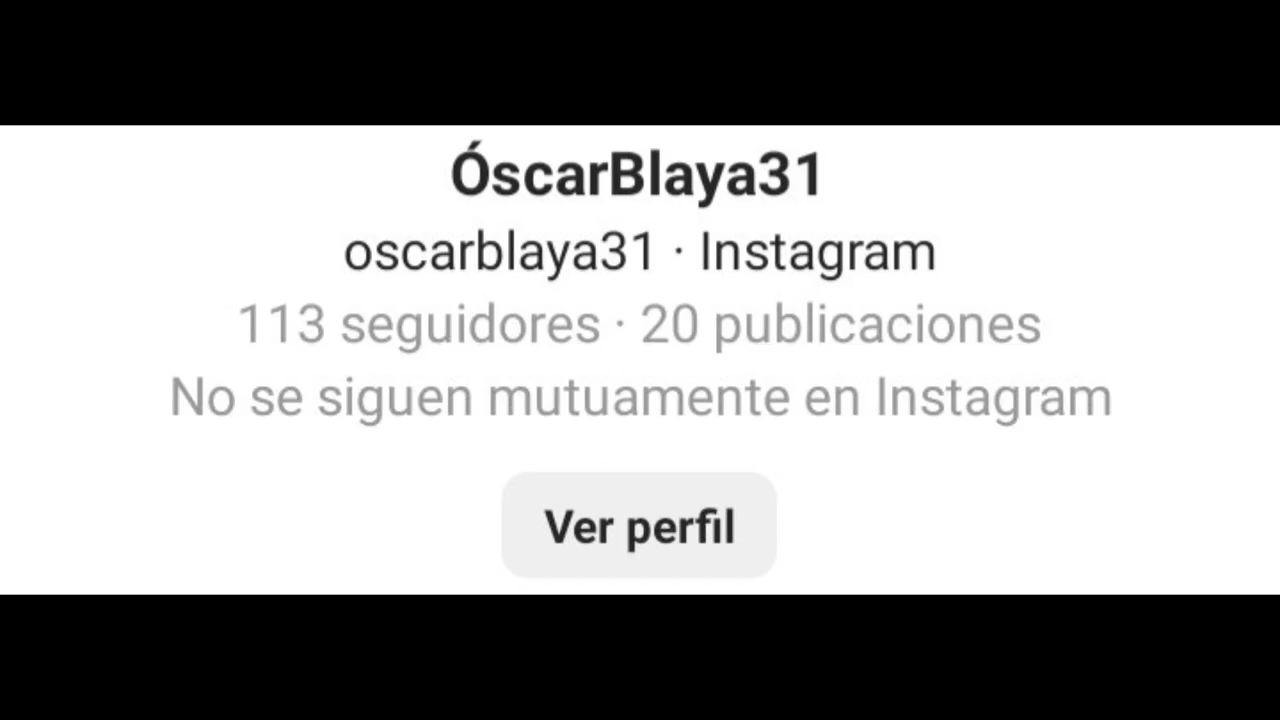 ÓscarBlaya31
oscarblaya31 · Instagram
113 seguidores · 20 publicaciones
No se siguen mutuamente en Instagram
Ver perfil